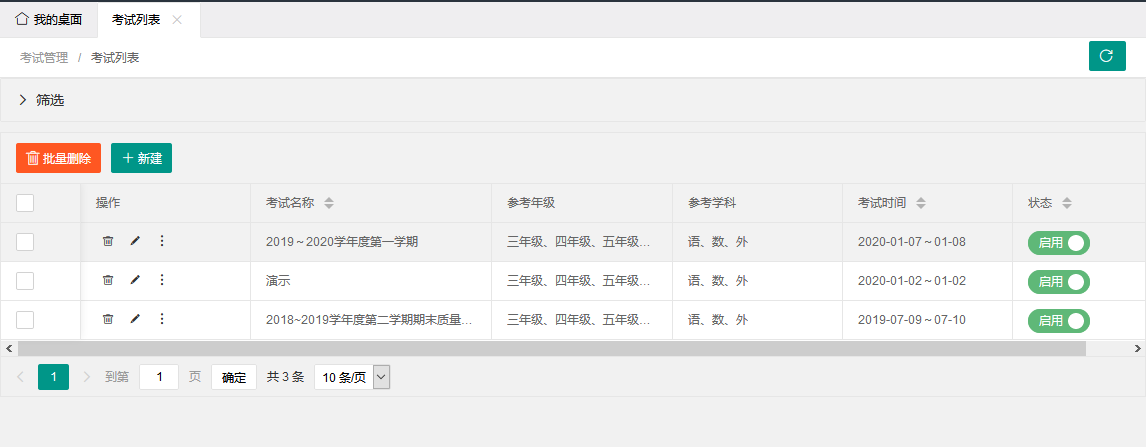 我的桌面 考试列表
考试管理 / 考试列表
筛选
批量删除 新建
操作 考试名称 参考年级 参考学科 考试时间 状态
2019～2020学年度第一学期 三年级、四年级、五年级... 语、数、外 2020-01-07～01-08 启用
演示 三年级、四年级、五年级... 语、数、外 2020-01-02～01-02 启用
2018~2019学年度第二学期期末质量... 三年级、四年级、五年级... 语、数、外 2019-07-09～07-10 启用
1 到第 1 页 确定 共 3 条 10 条/页